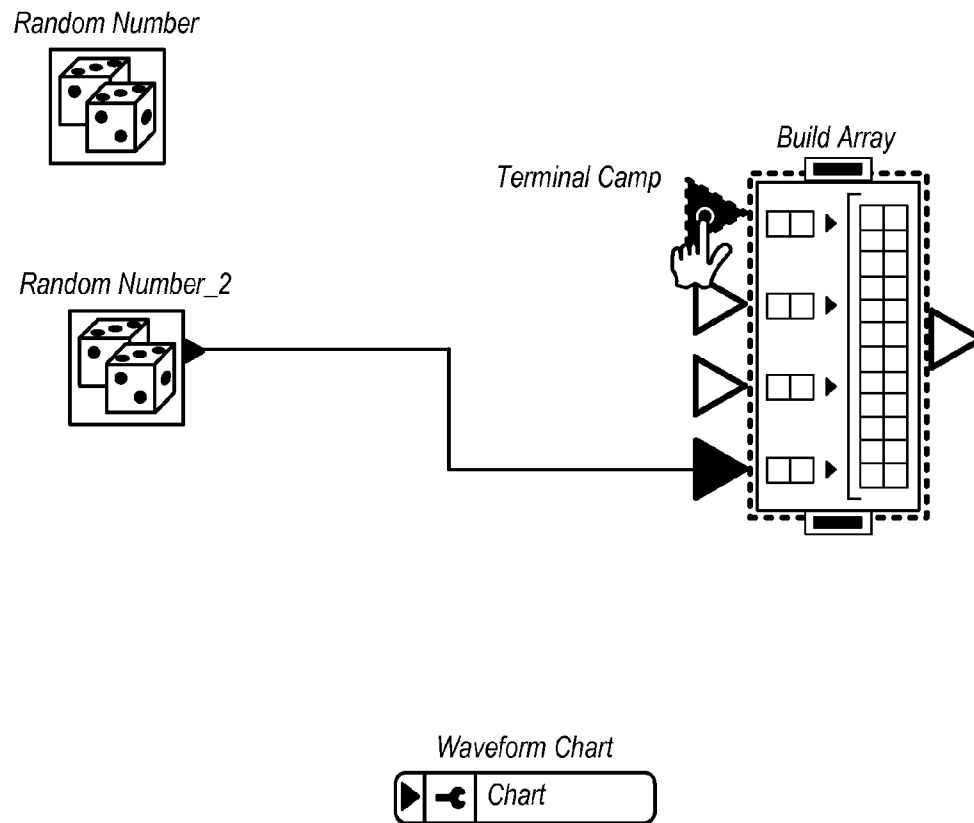 Random Number
Build Array
Terminal Camp
Random Number_2
Waveform Chart
Chart